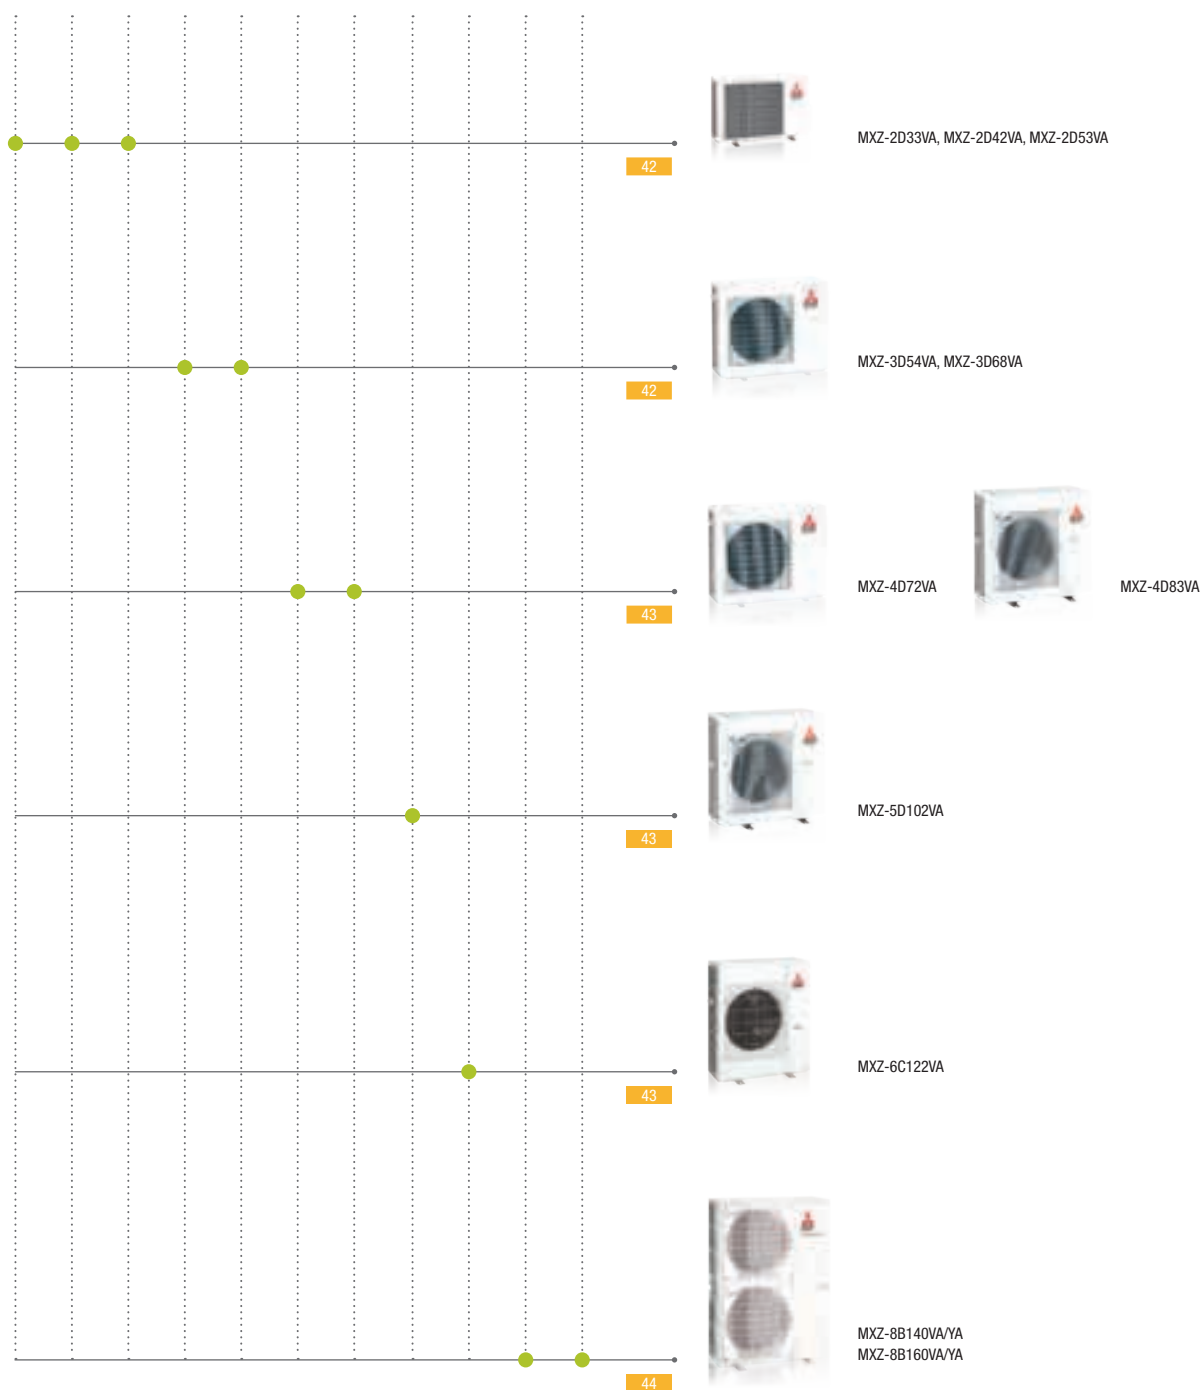 MXZ-2D33VA, MXZ-2D42VA, MXZ-2D53VA
42
MXZ-3D54VA, MXZ-3D68VA
42
MXZ-4D72VA
MXZ-4D83VA
43
MXZ-5D102VA
43
MXZ-6C122VA
43
MXZ-8B140VA/YA
MXZ-8B160VA/YA
44